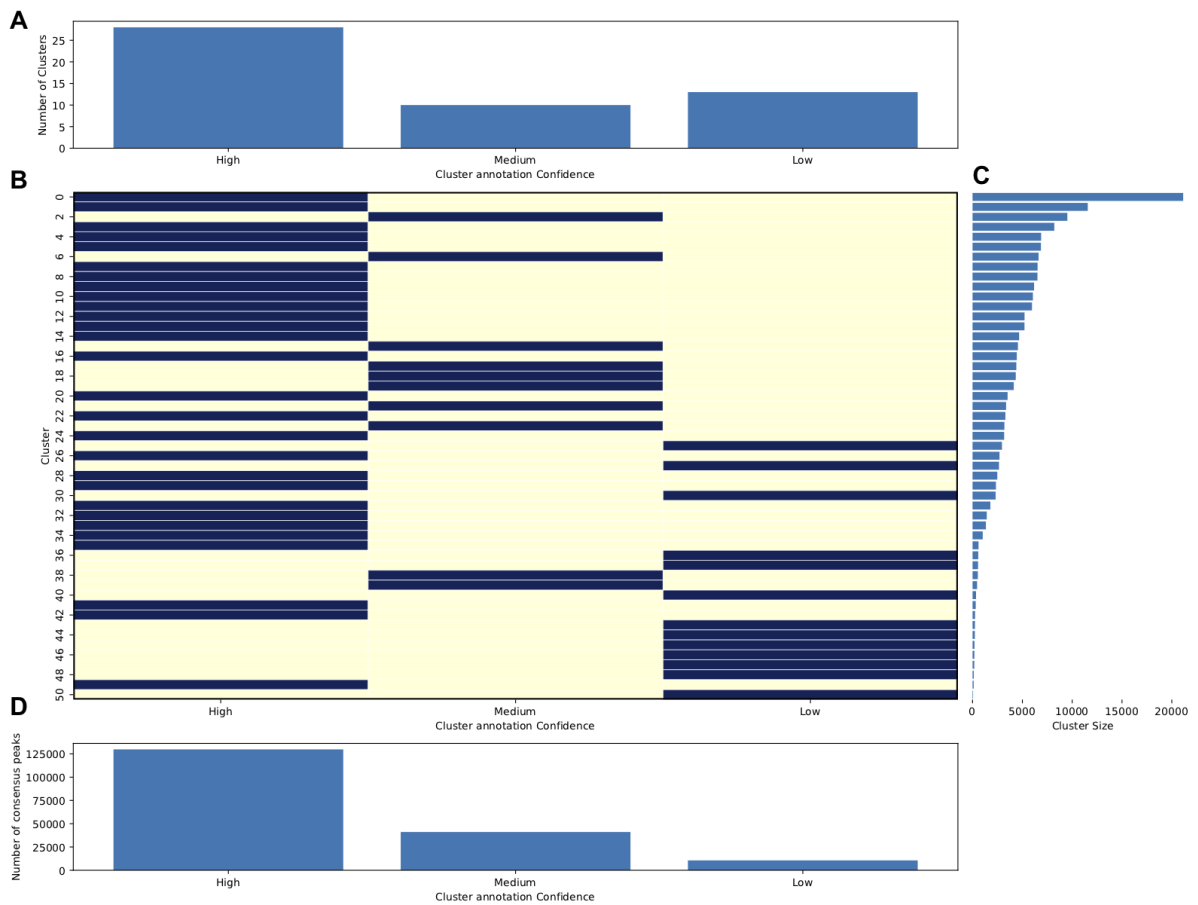 A
Number of Clusters
25
20
15
10
5
0
High Medium Low
Cluster annotation Confidence
B
Cluster
0
2
4
6
8
10
12
14
16
18
20
22
24
26
28
30
32
34
36
38
40
42
44
46
48
50
High Medium Low
Cluster annotation Confidence
C
0 5000 10000 15000 20000
Cluster Size
D
Number of consensus peaks
125000
100000
75000
50000
25000
0
High Medium Low
Cluster annotation Confidence